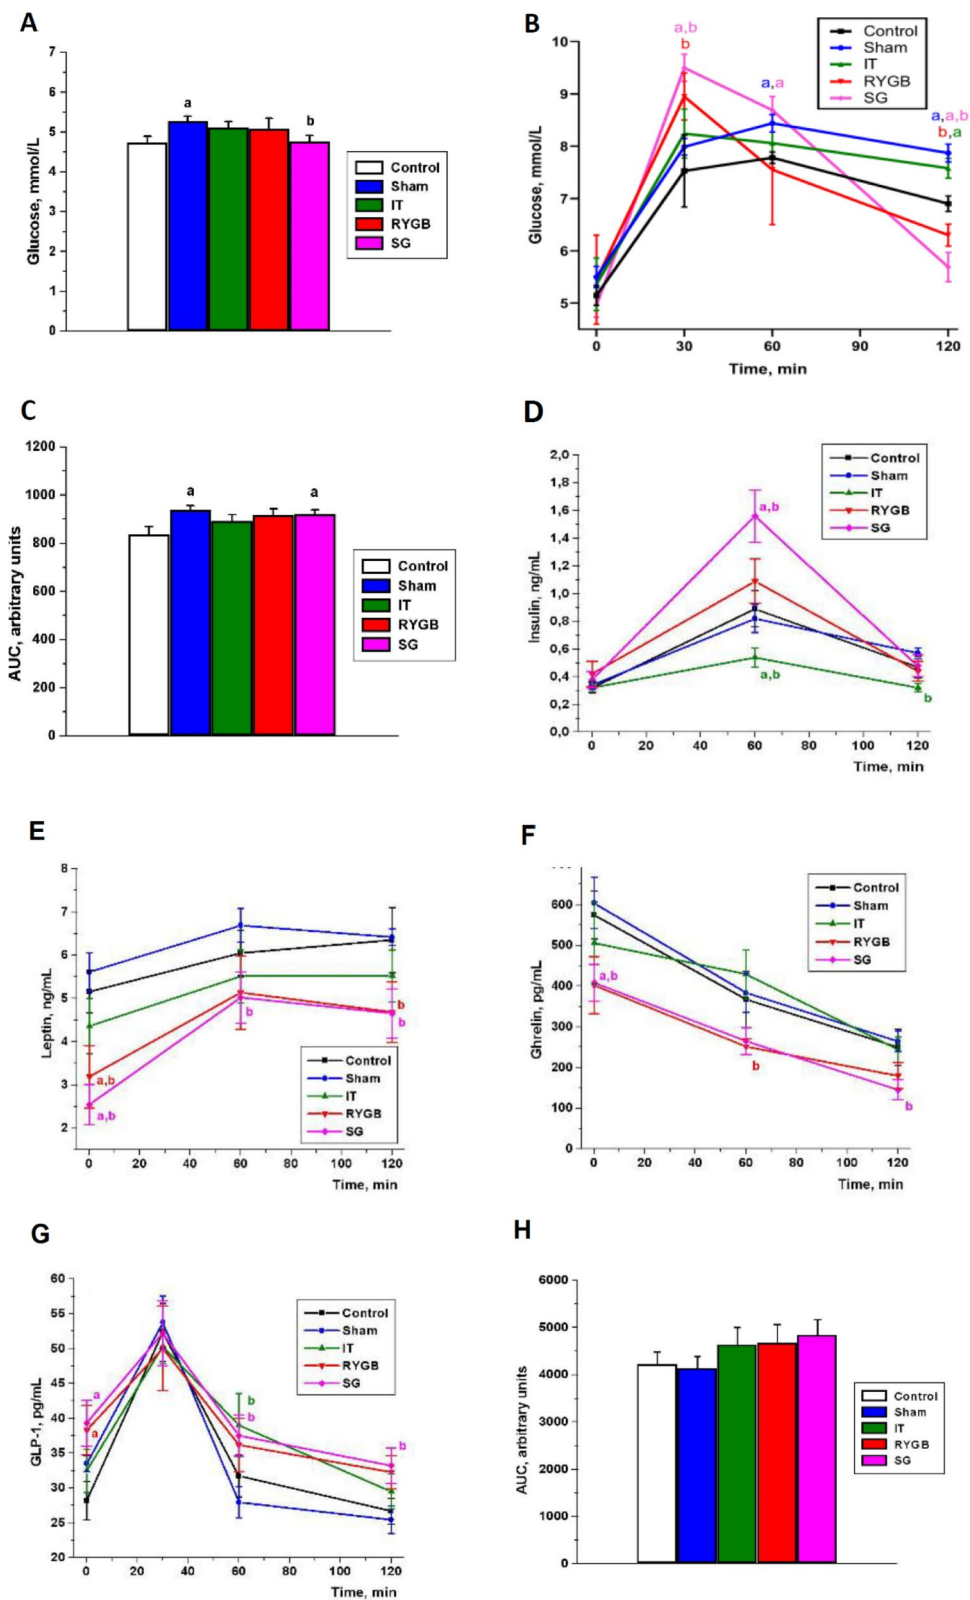 A
7
6
5
4
3
2
1
0
Glucose, mmol/L
a
b
Control
Sham
IT
RYGB
SG
B
10
9
8
7
6
5
Glucose, mmol/L
a,b
b
a,a
a,a,b
b,a
Control
Sham
IT
RYGB
SG
0 30 60 90 120
Time, min
C
1200
1000
800
600
400
200
0
AUC, arbitrary units
a
a
Control
Sham
IT
RYGB
SG
D
2,0
1,8
1,6
1,4
1,2
1,0
0,8
0,6
0,4
0,2
0,0
Insulin, ng/mL
a,b
a,b
b
Control
Sham
IT
RYGB
SG
0 20 40 60 80 100 120
Time, min
E
8
7
6
5
4
3
2
Leptin, ng/mL
a,b
a,b
b
b
b
Control
Sham
IT
RYGB
SG
0 20 40 60 80 100 120
Time, min
F
600
500
400
300
200
100
0
Ghrelin, pg/mL
a,b
b
b
Control
Sham
IT
RYGB
SG
0 20 40 60 80 100 120
Time, min
G
60
55
50
45
40
35
30
25
20
GLP-1, pg/mL
a
a
b
b
b
Control
Sham
IT
RYGB
SG
0 20 40 60 80 100 120
Time, min
H
6000
5000
4000
3000
2000
1000
0
AUC, arbitrary units
Control
Sham
IT
RYGB
SG